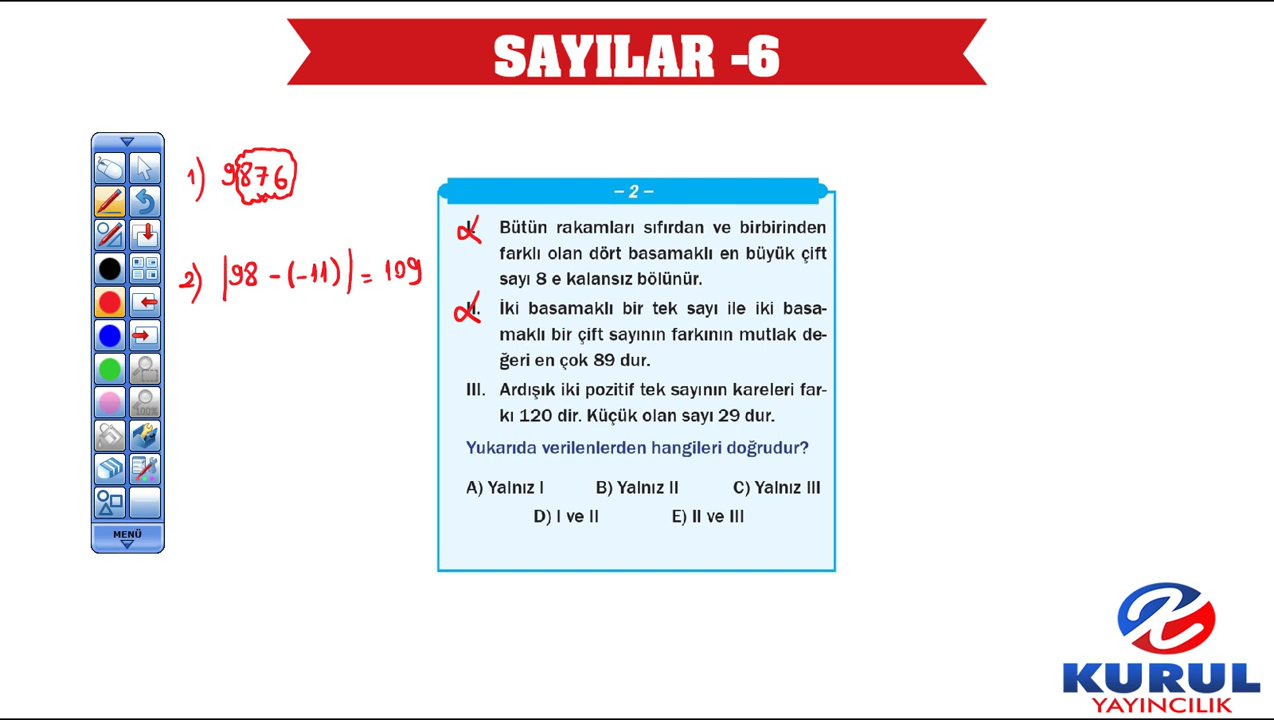 SAYILAR -6
1) 9876
2) |98 - (-11)| = 109
- 2 -
I. Bütün rakamları sıfırdan ve birbirinden
farklı olan dört basamaklı en büyük çift
sayı 8 e kalansız bölünür.
II. İki basamaklı bir tek sayı ile iki basa-
maklı bir çift sayının farkının mutlak de-
ğeri en çok 89 dur.
III. Ardışık iki pozitif tek sayının kareleri far-
kı 120 dir. Küçük olan sayı 29 dur.
Yukarıda verilenlerden hangileri doğrudur?
A) Yalnız I B) Yalnız II C) Yalnız III
D) I ve II E) II ve III
100%
MENÜ
KURUL
YAYINCILIK